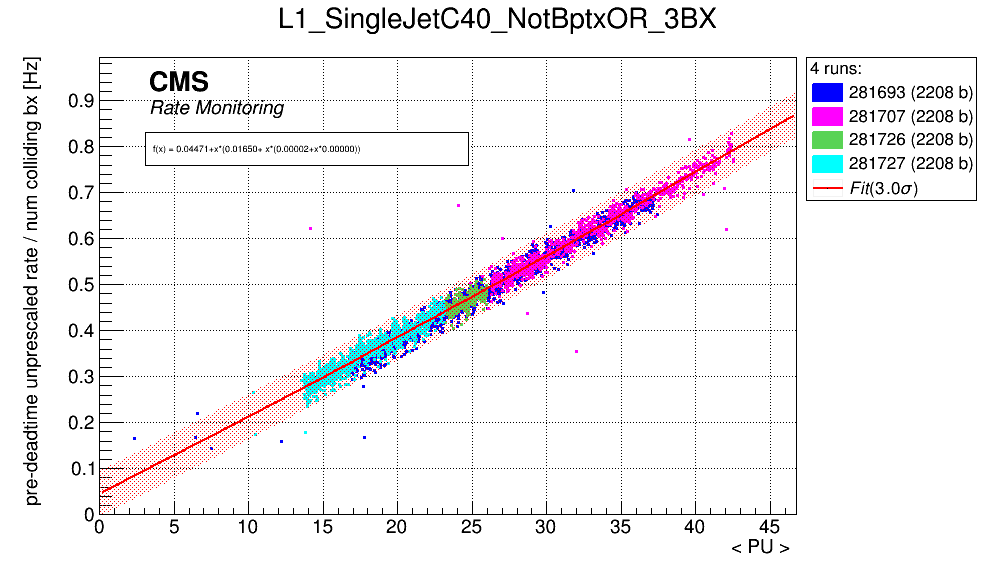 L1_SingleJetC40_NotBptxOR_3BX
pre-deadtime unprescaled rate / num colliding bx [Hz]
CMS
Rate Monitoring
f(x) = 0.04471+x*(0.01650+ x*(0.00002+x*0.00000))
0.9
0.8
0.7
0.6
0.5
0.4
0.3
0.2
0.1
0
0 5 10 15 20 25 30 35 40 45
< PU >
4 runs:
281693 (2208 b)
281707 (2208 b)
281726 (2208 b)
281727 (2208 b)
Fit(3.0σ)